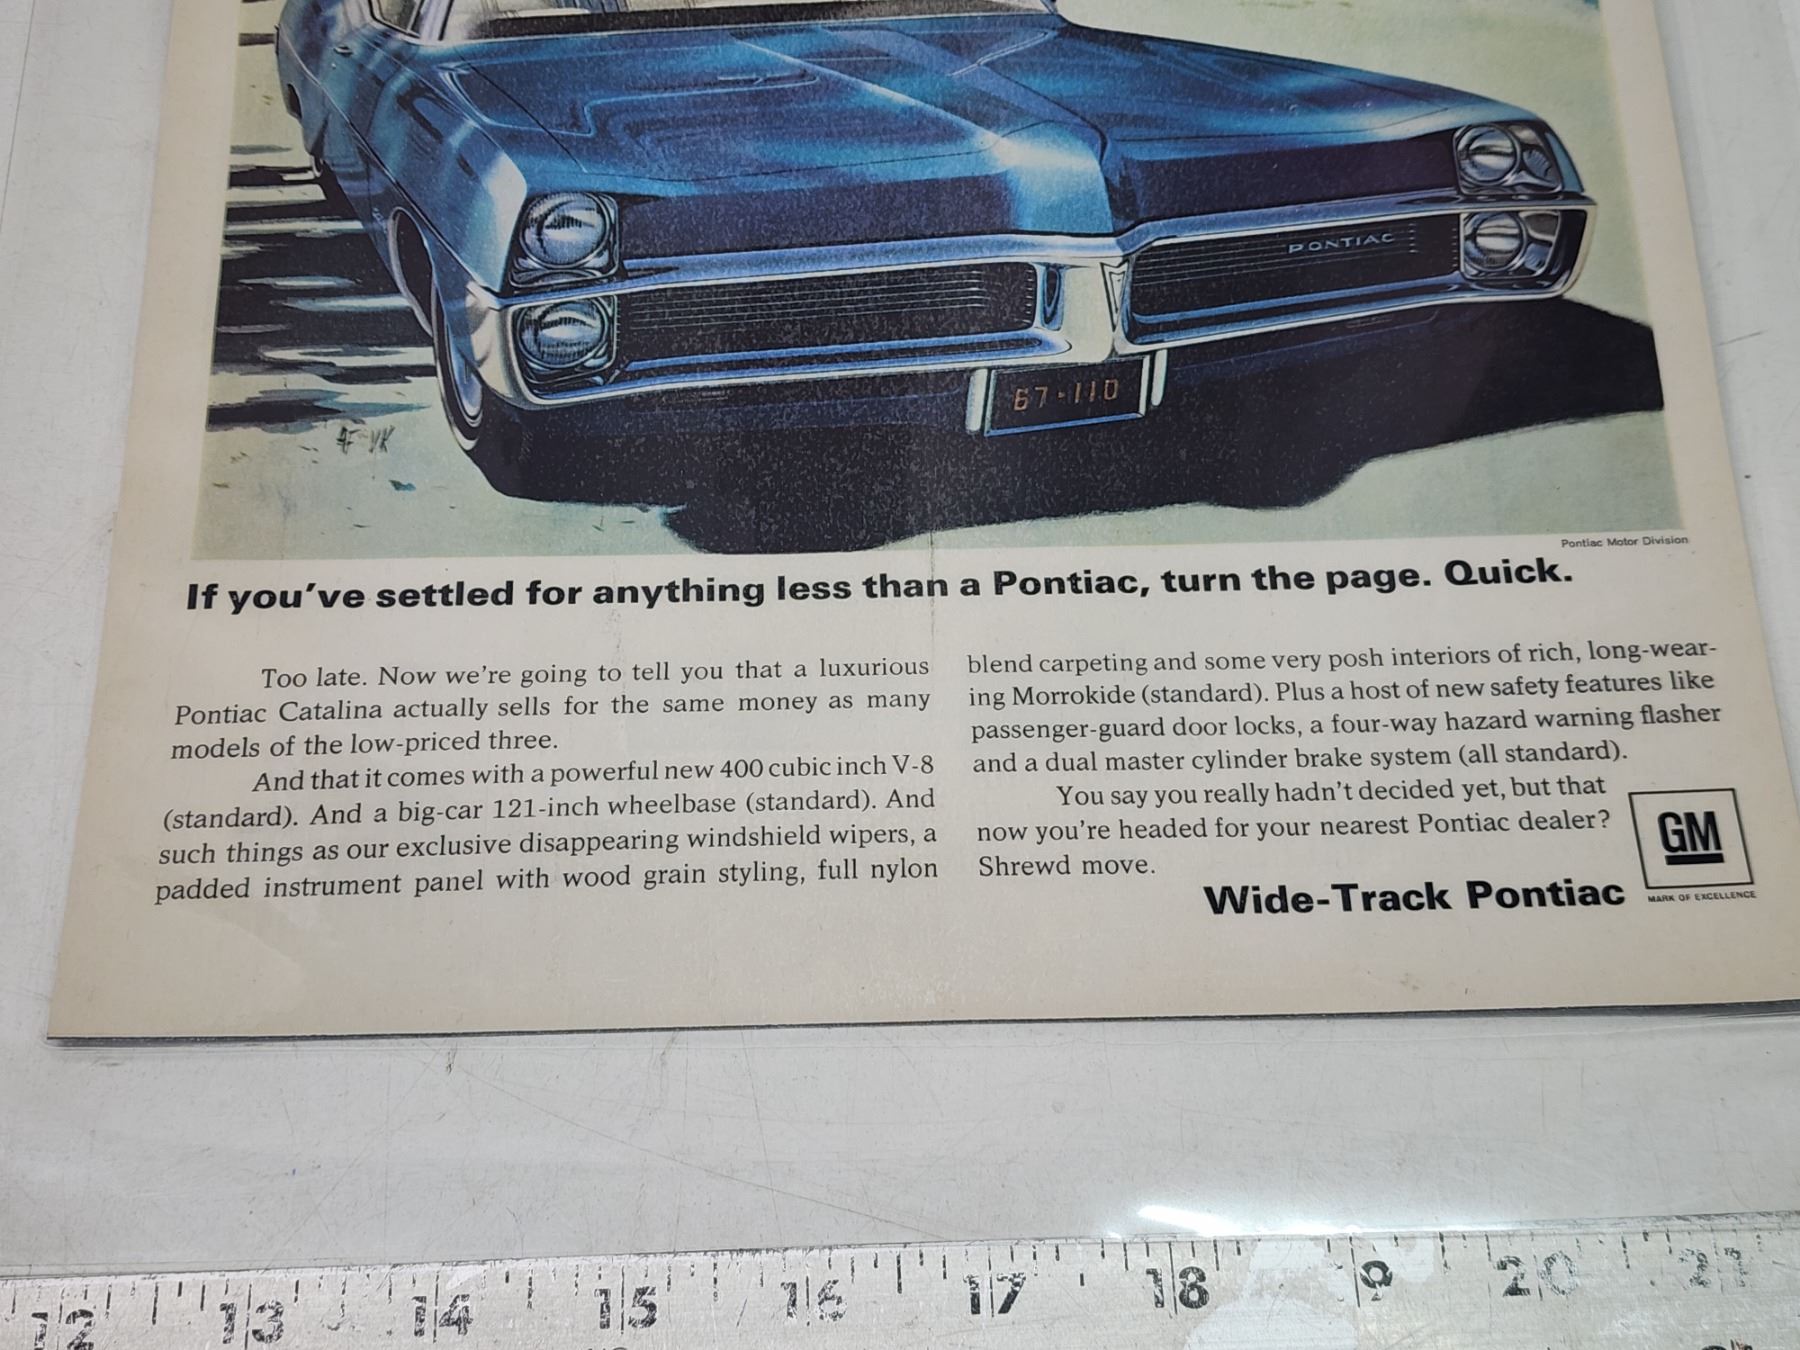 PONTIAC
67-110
AF VK
Pontiac Motor Division
If you've settled for anything less than a Pontiac, turn the page. Quick.
Too late. Now we're going to tell you that a luxurious
Pontiac Catalina actually sells for the same money as many
models of the low-priced three.
And that it comes with a powerful new 400 cubic inch V-8
(standard). And a big-car 121-inch wheelbase (standard). And
such things as our exclusive disappearing windshield wipers, a
padded instrument panel with wood grain styling, full nylon
blend carpeting and some very posh interiors of rich, long-wear-
ing Morrokide (standard). Plus a host of new safety features like
passenger-guard door locks, a four-way hazard warning flasher
and a dual master cylinder brake system (all standard).
You say you really hadn't decided yet, but that
now you're headed for your nearest Pontiac dealer?
Shrewd move.
Wide-Track Pontiac
GM
MARK OF EXCELLENCE
12 13 14 15 16 17 18 9 20 21